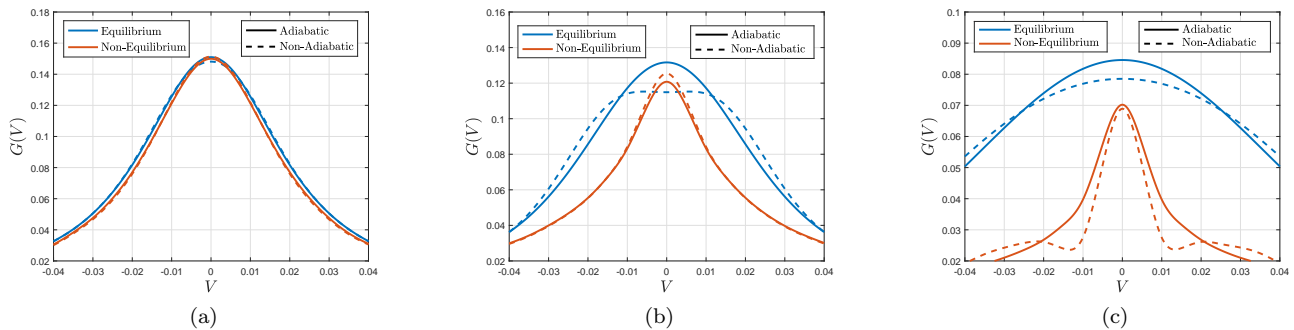 0.18
0.16
0.14
0.12
0.1
0.08
0.06
0.04
0.02
G(V)
Equilibrium
Non-Equilibrium
Adiabatic
Non-Adiabatic
-0.04 -0.03 -0.02 -0.01 0 0.01 0.02 0.03 0.04
V
(a)
0.16
0.14
0.12
0.1
0.08
0.06
0.04
0.02
G(V)
Equilibrium
Non-Equilibrium
Adiabatic
Non-Adiabatic
-0.04 -0.03 -0.02 -0.01 0 0.01 0.02 0.03 0.04
V
(b)
0.1
0.09
0.08
0.07
0.06
0.05
0.04
0.03
0.02
G(V)
Equilibrium
Non-Equilibrium
Adiabatic
Non-Adiabatic
-0.04 -0.03 -0.02 -0.01 0 0.01 0.02 0.03 0.04
V
(c)